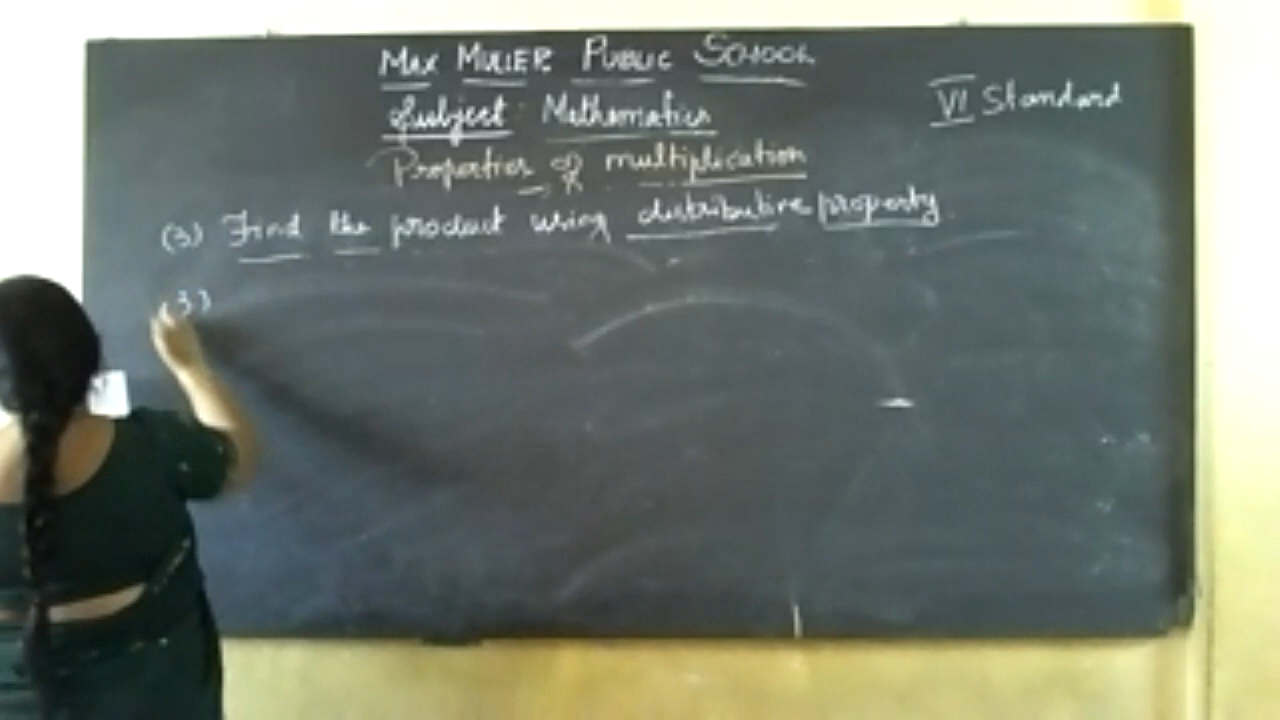 MAX MULLER PUBLIC SCHOOL
VI Standard
Subject: Mathematics
Properties of multiplication
(3) Find the product using distributive property.
(3)